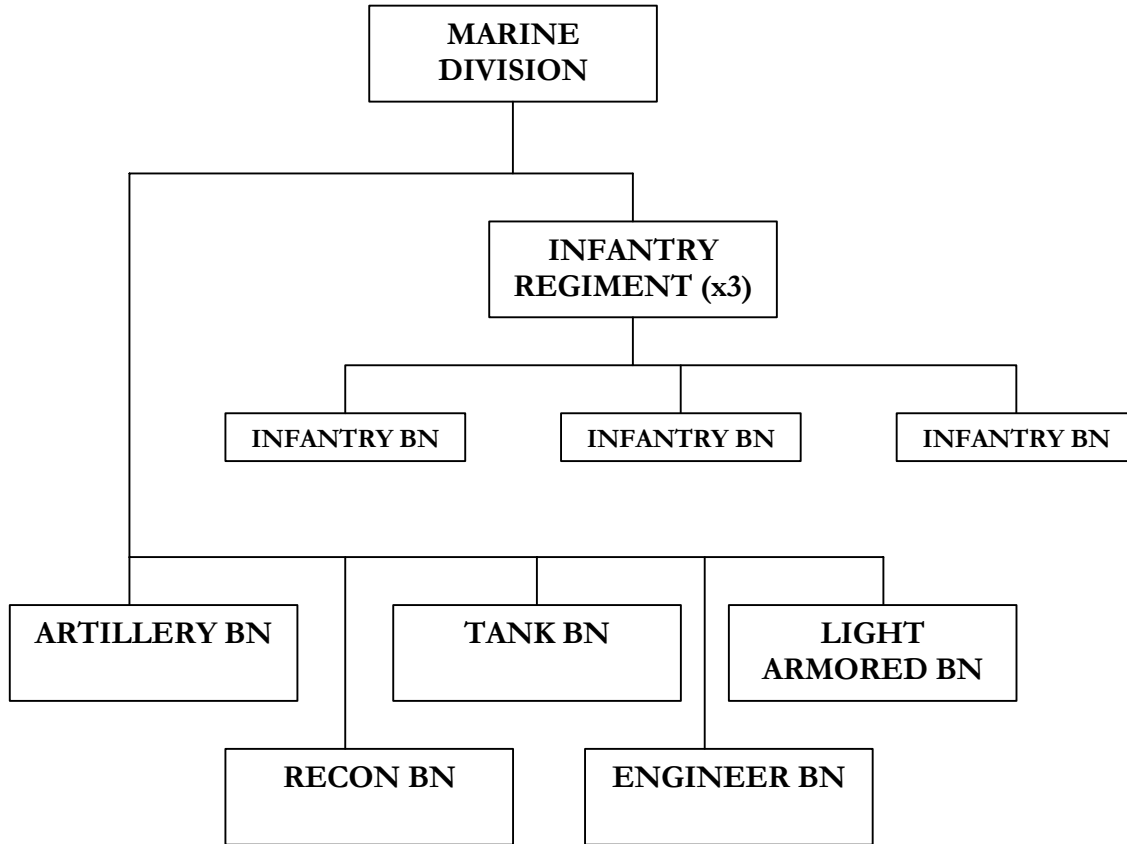 MARINE
DIVISION
INFANTRY
REGIMENT (x3)
INFANTRY BN
INFANTRY BN
INFANTRY BN
ARTILLERY BN
TANK BN
LIGHT
ARMORED BN
RECON BN
ENGINEER BN